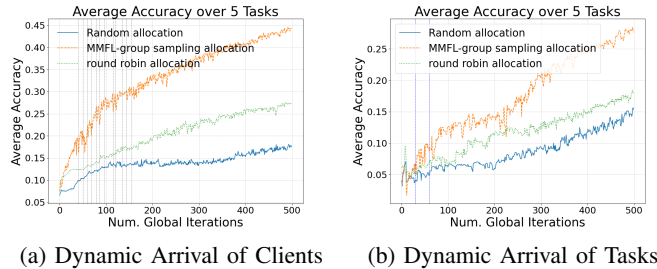 Average Accuracy over 5 Tasks
0.45
0.40
0.35
0.30
0.25
0.20
0.15
0.10
0.05
Average Accuracy
Random allocation
MMFL-group sampling allocation
round robin allocation
0
100
200
300
400
500
Num. Global Iterations
(a) Dynamic Arrival of Clients
Average Accuracy over 5 Tasks
0.25
0.20
0.15
0.10
0.05
Average Accuracy
Random allocation
MMFL-group sampling allocation
round robin allocation
0
100
200
300
400
500
Num. Global Iterations
(b) Dynamic Arrival of Tasks